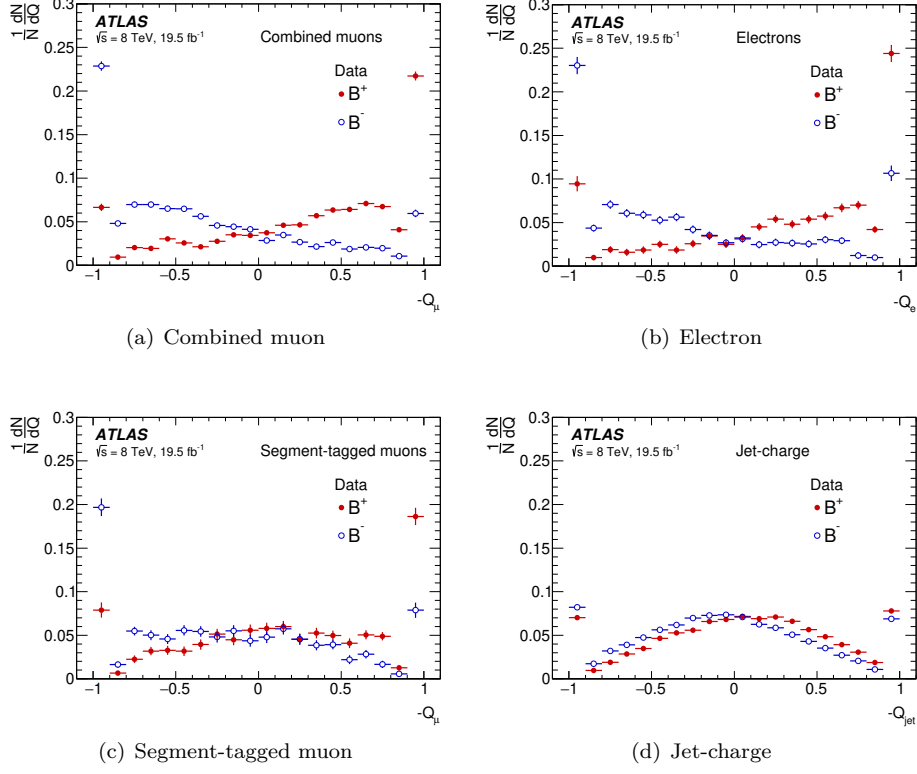 1/N dN/dQ
0.3
0.25
0.2
0.15
0.1
0.05
0
ATLAS
√s = 8 TeV, 19.5 fb⁻¹
Combined muons
Data
B⁺
B⁻
−1 −0.5 0 0.5 1
-Q_μ
(a) Combined muon
1/N dN/dQ
0.3
0.25
0.2
0.15
0.1
0.05
0
ATLAS
√s = 8 TeV, 19.5 fb⁻¹
Electrons
Data
B⁺
B⁻
−1 −0.5 0 0.5 1
-Q_e
(b) Electron
1/N dN/dQ
0.3
0.25
0.2
0.15
0.1
0.05
0
ATLAS
√s = 8 TeV, 19.5 fb⁻¹
Segment-tagged muons
Data
B⁺
B⁻
−1 −0.5 0 0.5 1
-Q_μ
(c) Segment-tagged muon
1/N dN/dQ
0.3
0.25
0.2
0.15
0.1
0.05
0
ATLAS
√s = 8 TeV, 19.5 fb⁻¹
Jet-charge
Data
B⁺
B⁻
−1 −0.5 0 0.5 1
-Q_jet
(d) Jet-charge